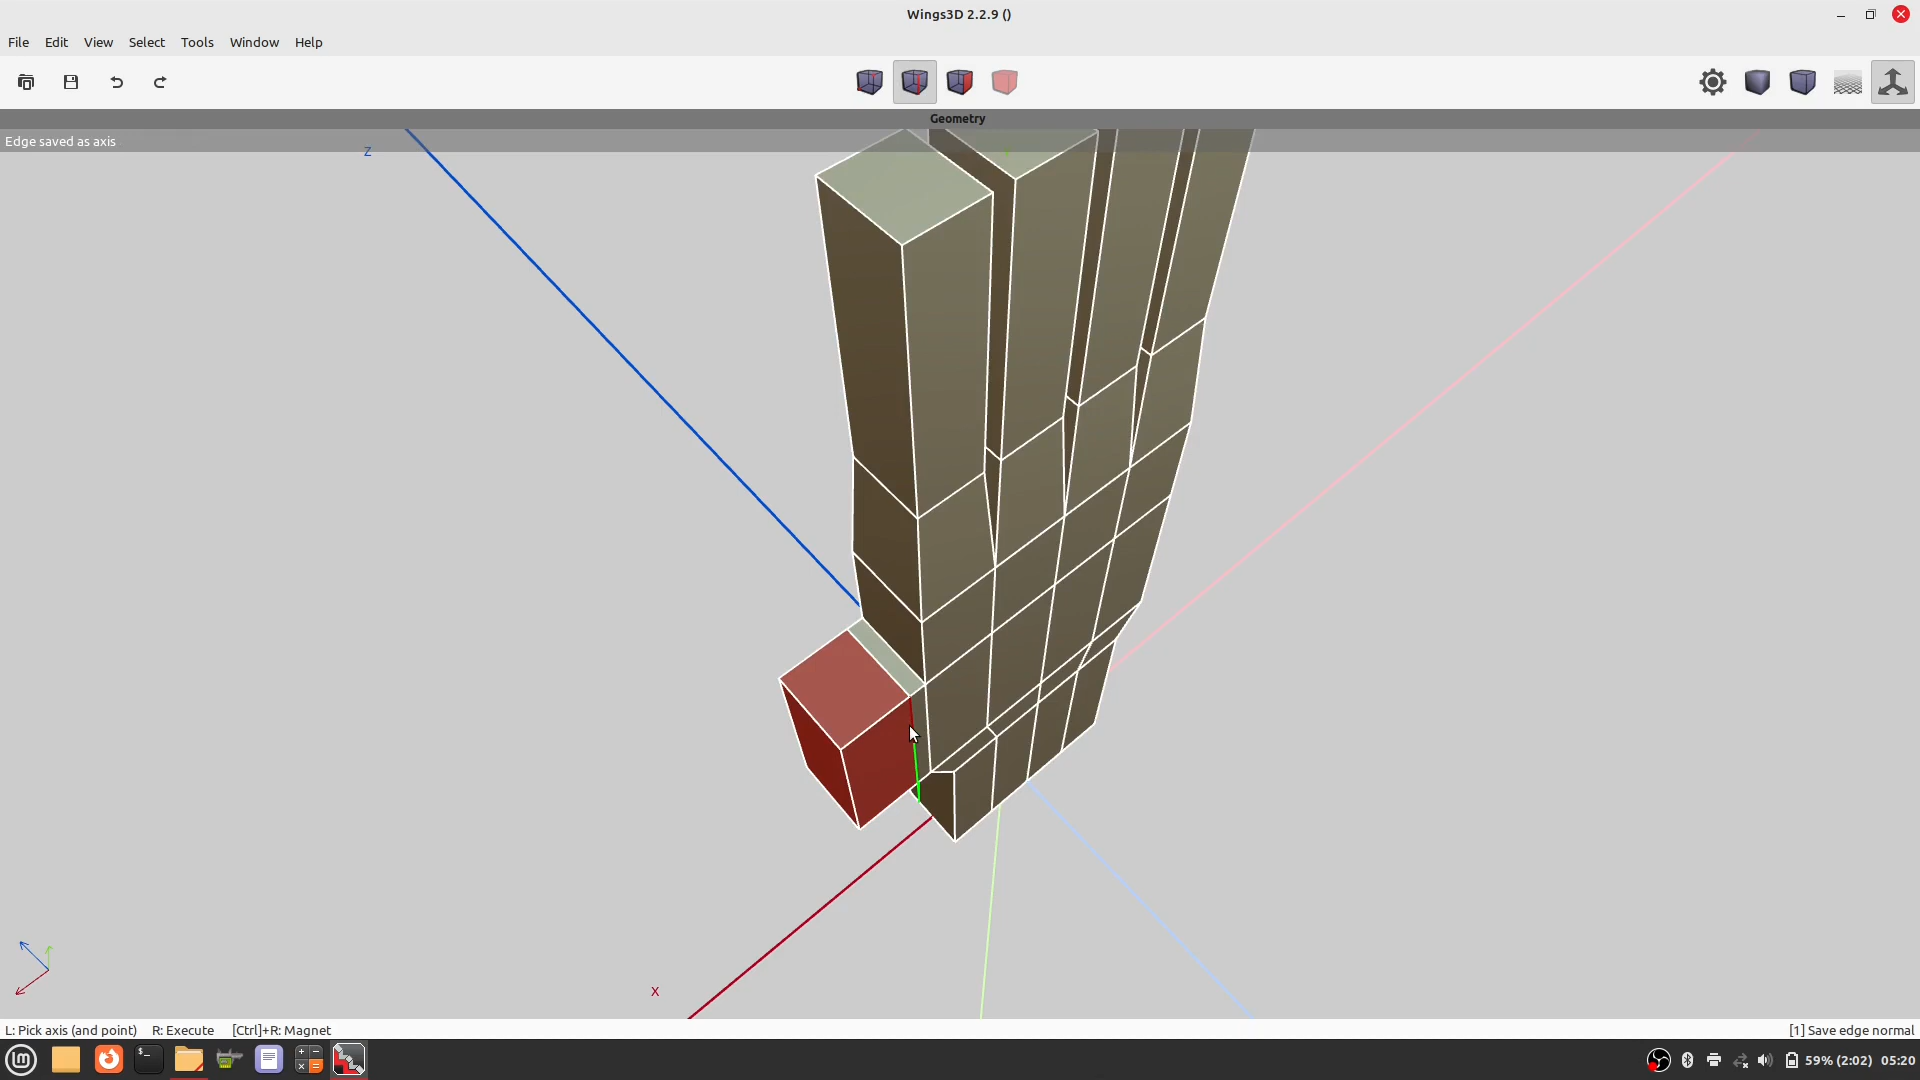 Wings3D 2.2.9 ()
File Edit View Select Tools Window Help
Geometry
Edge saved as axis
Z
X
L: Pick axis (and point) R: Execute [Ctrl]+R: Magnet
[1] Save edge normal
59% (2:02) 05:20